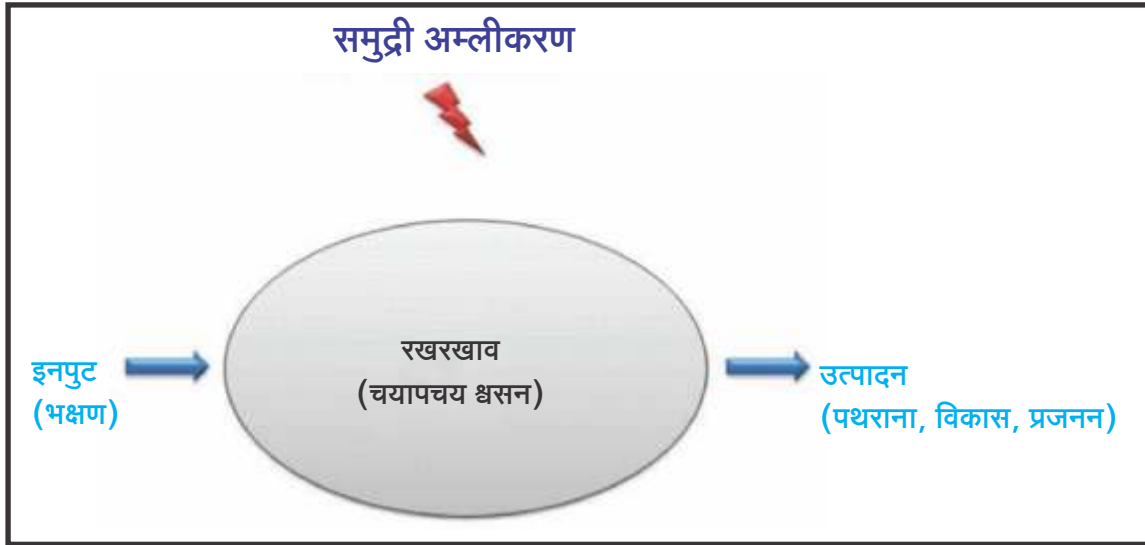 समुद्री अम्लीकरण
रखरखाव
(चयापचय श्वसन)
इनपुट
(भक्षण)
उत्पादन
(पथराना, विकास, प्रजनन)